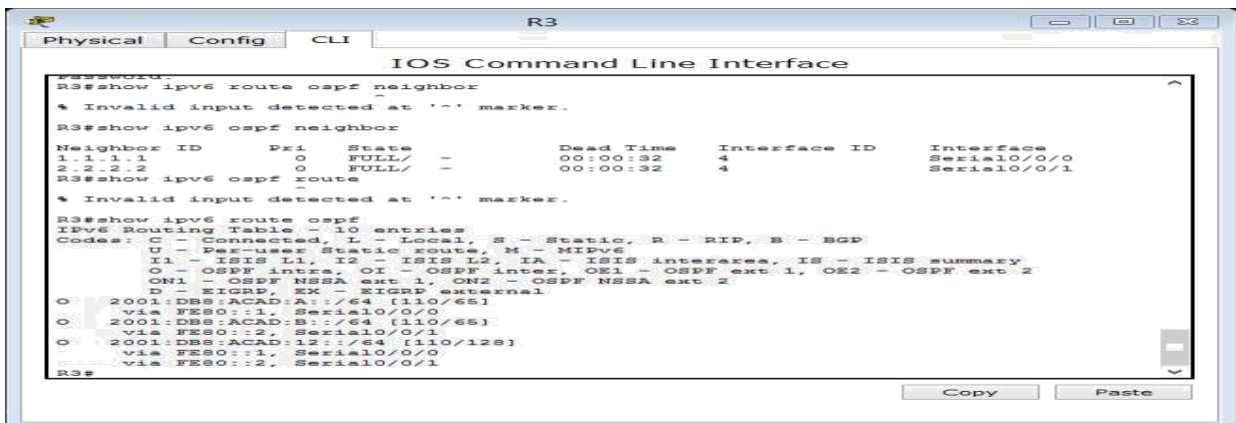 R3
Physical Config CLI
IOS Command Line Interface
Password:
R3#show ipv6 route ospf neighbor
^
% Invalid input detected at '^' marker.
R3#show ipv6 ospf neighbor
Neighbor ID Pri State Dead Time Interface ID Interface
1.1.1.1 0 FULL/ - 00:00:32 4 Serial0/0/0
2.2.2.2 0 FULL/ - 00:00:32 4 Serial0/0/1
R3#show ipv6 ospf route
^
% Invalid input detected at '^' marker.
R3#show ipv6 route ospf
IPv6 Routing Table - 10 entries
Codes: C - Connected, L - Local, S - Static, R - RIP, B - BGP
U - Per-user Static route, M - MIPv6
I1 - ISIS L1, I2 - ISIS L2, IA - ISIS interarea, IS - ISIS summary
O - OSPF intra, OI - OSPF inter, OE1 - OSPF ext 1, OE2 - OSPF ext 2
ON1 - OSPF NSSA ext 1, ON2 - OSPF NSSA ext 2
D - EIGRP, EX - EIGRP external
O 2001:DB8:ACAD:A::/64 [110/65]
via FE80::1, Serial0/0/0
O 2001:DB8:ACAD:B::/64 [110/65]
via FE80::2, Serial0/0/1
O 2001:DB8:ACAD:12::/64 [110/128]
via FE80::1, Serial0/0/0
via FE80::2, Serial0/0/1
R3#
Copy Paste